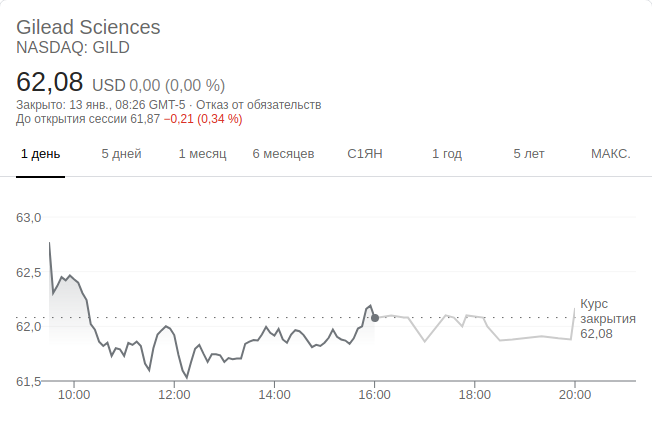 Gilead Sciences
NASDAQ: GILD
62,08 USD 0,00 (0,00 %)
Закрыто: 13 янв., 08:26 GMT-5 · Отказ от обязательств
До открытия сессии 61,87 −0,21 (0,34 %)
1 день 5 дней 1 месяц 6 месяцев С1ЯН 1 год 5 лет МАКС.
63,0
62,5
Курс
62,0 закрытия
62,08
61,5
10:00 12:00 14:00 16:00 18:00 20:00